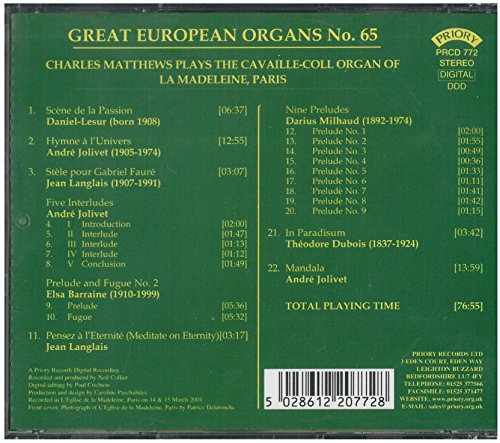 GREAT EUROPEAN ORGANS No. 65
PRIORY
PRCD 772
STEREO
DIGITAL
DDD
CHARLES MATTHEWS PLAYS THE CAVAILLE-COLL ORGAN OF
LA MADELEINE, PARIS
1. Scène de la Passion [06:37]
Daniel-Lesur (born 1908)
2. Hymne à l'Univers [12:55]
André Jolivet (1905-1974)
3. Stèle pour Gabriel Fauré [03:07]
Jean Langlais (1907-1991)
Five Interludes
André Jolivet
4. I Introduction [02:00]
5. II Interlude [01:47]
6. III Interlude [01:13]
7. IV Interlude [01:12]
8. V Conclusion [01:49]
Prelude and Fugue No. 2
Elsa Barraine (1910-1999)
9. Prelude [05:36]
10. Fugue [05:32]
11. Pensez à l'Eternité (Meditate on Eternity) [03:17]
Jean Langlais
Nine Preludes
Darius Milhaud (1892-1974)
12. Prelude No. 1 [02:00]
13. Prelude No. 2 [01:55]
14. Prelude No. 3 [00:49]
15. Prelude No. 4 [00:36]
16. Prelude No. 5 [01:33]
17. Prelude No. 6 [01:11]
18. Prelude No. 7 [01:42]
19. Prelude No. 8 [01:41]
20. Prelude No. 9 [01:15]
21. In Paradisum [03:42]
Théodore Dubois (1837-1924)
22. Mandala [13:59]
André Jolivet
TOTAL PLAYING TIME [76:55]
A Priory Records Digital Recording
Recorded and produced by Neil Collier
Digital editing by Paul Crichton
Production and design by Caroline Paschalides
Recorded in L'Eglise de la Madeleine, Paris on 14 & 15 March 2001
Front cover: Photograph of L'Eglise de la Madeleine, Paris by Patrice Delatouche.
5 028612 207728
PRIORY RECORDS LTD
3 EDEN COURT, EDEN WAY
LEIGHTON BUZZARD
BEDFORDSHIRE LU7 4FY
TELEPHONE: 01525 377566
FACSIMILE: 01525 371477
WEBSITE: www.priory.org.uk
E-MAIL: sales@priory.org.uk